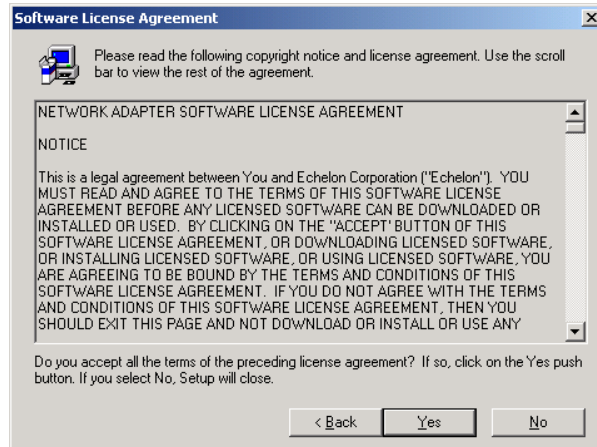 Software License Agreement
Please read the following copyright notice and license agreement. Use the scroll
bar to view the rest of the agreement.
NETWORK ADAPTER SOFTWARE LICENSE AGREEMENT
NOTICE
This is a legal agreement between You and Echelon Corporation ("Echelon"). YOU
MUST READ AND AGREE TO THE TERMS OF THIS SOFTWARE LICENSE
AGREEMENT BEFORE ANY LICENSED SOFTWARE CAN BE DOWNLOADED OR
INSTALLED OR USED. BY CLICKING ON THE "ACCEPT' BUTTON OF THIS
SOFTWARE LICENSE AGREEMENT, OR DOWNLOADING LICENSED SOFTWARE,
OR INSTALLING LICENSED SOFTWARE, OR USING LICENSED SOFTWARE, YOU
ARE AGREEING TO BE BOUND BY THE TERMS AND CONDITIONS OF THIS
SOFTWARE LICENSE AGREEMENT. IF YOU DO NOT AGREE WITH THE TERMS
AND CONDITIONS OF THIS SOFTWARE LICENSE AGREEMENT, THEN YOU
SHOULD EXIT THIS PAGE AND NOT DOWNLOAD OR INSTALL OR USE ANY
Do you accept all the terms of the preceding license agreement? If so, click on the Yes push
button. If you select No, Setup will close.
< Back Yes No